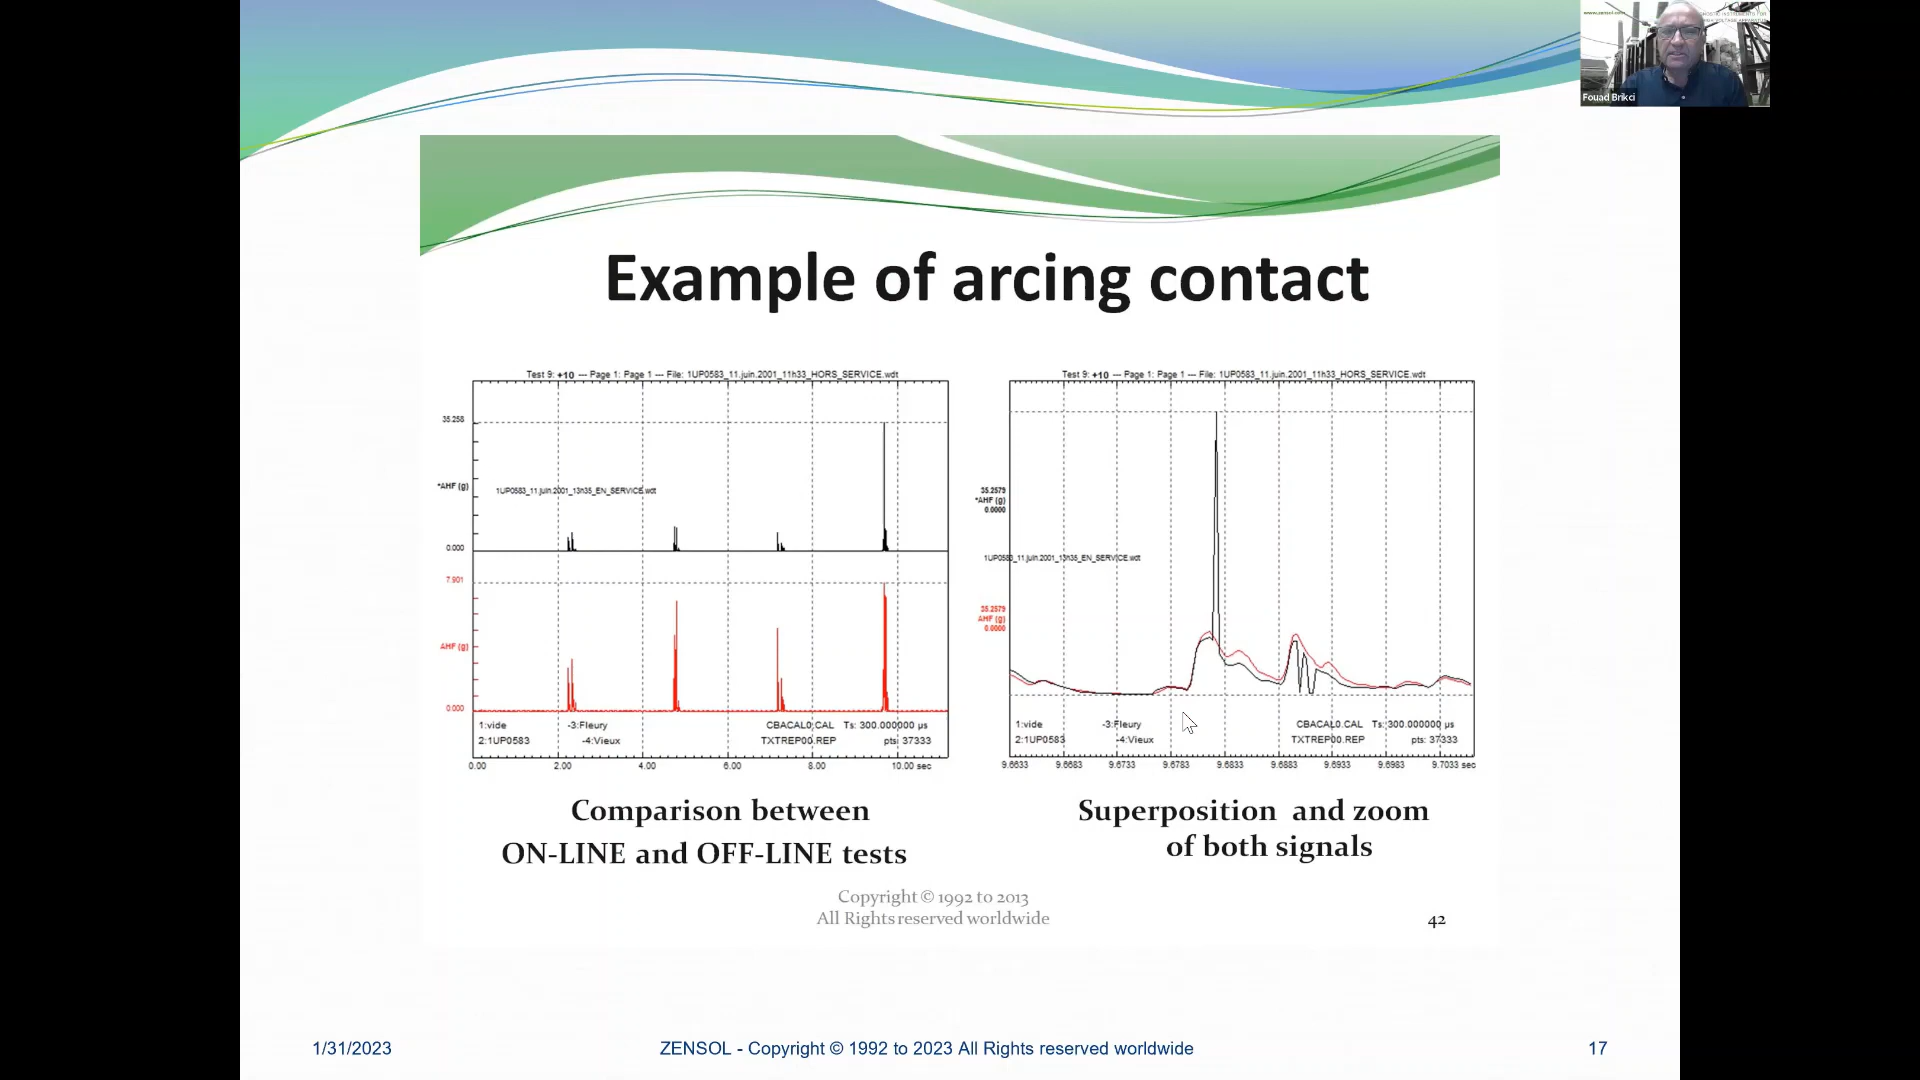 www.zensol.com
Fouad Brikci
Example of arcing contact
Test 9: +10 --- Page 1: Page 1 --- File: 1UP0583_11.juin.2001_11h33_HORS_SERVICE.wdt
35.258
*AHF (g)
1UP0583_11.juin.2001_13h35_EN_SERVICE.wdt
0.000
7.901
AHF (g)
0.000
1:vide -3:Fleury CBACAL0.CAL Ts: 300.000000 µs
2:1UP0583 -4:Vieux TXTREP00.REP pts: 37333
0.00 2.00 4.00 6.00 8.00 10.00 sec
Comparison between
ON-LINE and OFF-LINE tests
Test 9: +10 --- Page 1: Page 1 --- File: 1UP0583_11.juin.2001_11h33_HORS_SERVICE.wdt
35.2579
*AHF (g)
0.0000
1UP0583_11.juin.2001_13h35_EN_SERVICE.wdt
35.2579
AHF (g)
0.0000
1:vide -3:Fleury CBACAL0.CAL Ts: 300.000000 µs
2:1UP0583 -4:Vieux TXTREP00.REP pts: 37333
9.6633 9.6683 9.6733 9.6783 9.6833 9.6883 9.6933 9.6983 9.7033 sec
Superposition and zoom
of both signals
Copyright © 1992 to 2013
All Rights reserved worldwide
42
1/31/2023
ZENSOL - Copyright © 1992 to 2023 All Rights reserved worldwide
17